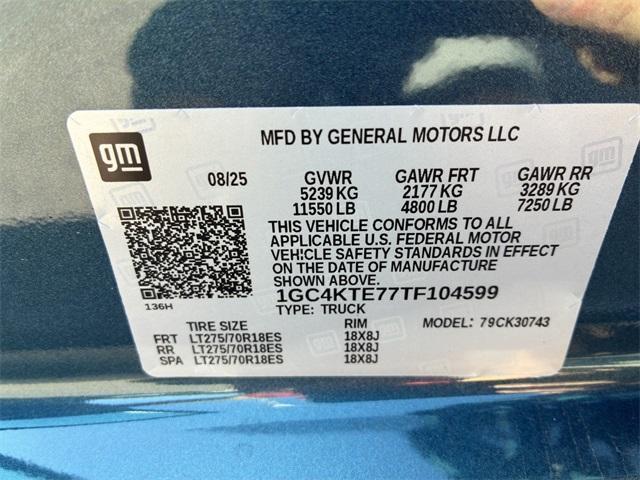 gm
MFD BY GENERAL MOTORS LLC
08/25 GVWR GAWR FRT GAWR RR
5239 KG 2177 KG 3289 KG
11550 LB 4800 LB 7250 LB
THIS VEHICLE CONFORMS TO ALL
APPLICABLE U.S. FEDERAL MOTOR
VEHICLE SAFETY STANDARDS IN EFFECT
ON THE DATE OF MANUFACTURE
SHOWN ABOVE.
1GC4KTE77TF104599
136H
TYPE: TRUCK
TIRE SIZE RIM MODEL: 79CK30743
FRT LT275/70R18ES 18X8J
RR LT275/70R18ES 18X8J
SPA LT275/70R18ES 18X8J